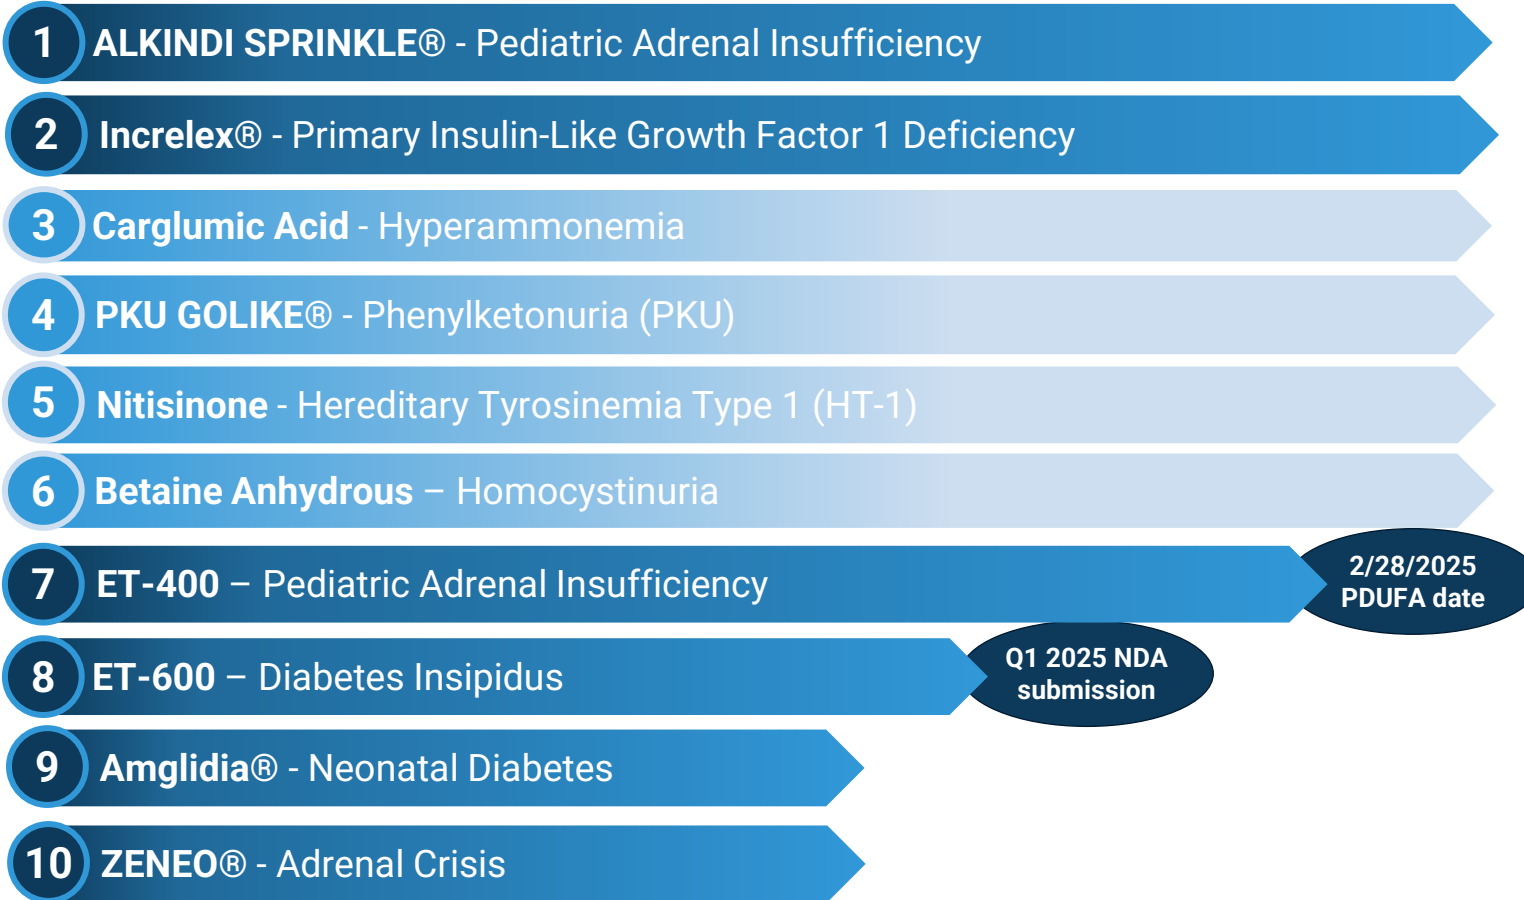 1 ALKINDI SPRINKLE® - Pediatric Adrenal Insufficiency
2 Increlex® - Primary Insulin-Like Growth Factor 1 Deficiency
3 Carglumic Acid - Hyperammonemia
4 PKU GOLIKE® - Phenylketonuria (PKU)
5 Nitisinone - Hereditary Tyrosinemia Type 1 (HT-1)
6 Betaine Anhydrous – Homocystinuria
7 ET-400 – Pediatric Adrenal Insufficiency
2/28/2025
PDUFA date
8 ET-600 – Diabetes Insipidus
Q1 2025 NDA
submission
9 Amglidia® - Neonatal Diabetes
10 ZENEO® - Adrenal Crisis